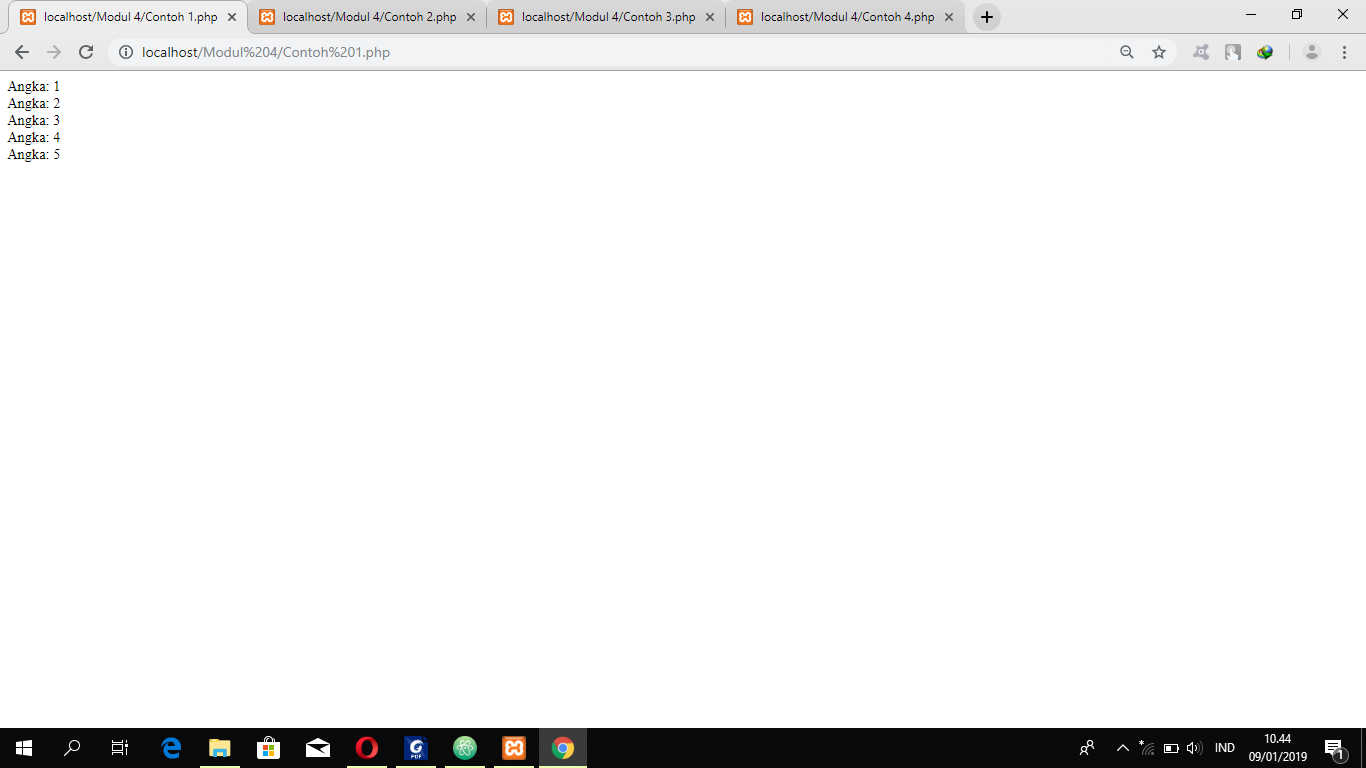 localhost/Modul 4/Contoh 1.php
localhost/Modul 4/Contoh 2.php
localhost/Modul 4/Contoh 3.php
localhost/Modul 4/Contoh 4.php
localhost/Modul%204/Contoh%201.php
Angka: 1
Angka: 2
Angka: 3
Angka: 4
Angka: 5
PDF
IND
10.44
09/01/2019
1